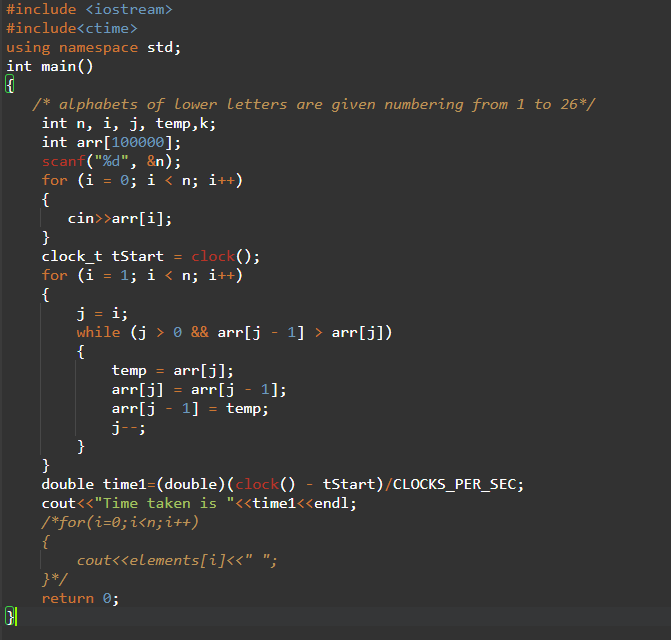 #include <iostream>
#include<ctime>
using namespace std;
int main()
{
/* alphabets of lower letters are given numbering from 1 to 26*/
int n, i, j, temp,k;
int arr[100000];
scanf("%d", &n);
for (i = 0; i < n; i++)
{
cin>>arr[i];
}
clock_t tStart = clock();
for (i = 1; i < n; i++)
{
j = i;
while (j > 0 && arr[j - 1] > arr[j])
{
temp = arr[j];
arr[j] = arr[j - 1];
arr[j - 1] = temp;
j--;
}
}
double time1=(double)(clock() - tStart)/CLOCKS_PER_SEC;
cout<<"Time taken is "<<time1<<endl;
/*for(i=0;i<n;i++)
{
cout<<elements[i]<<" ";
}*/
return 0;
}